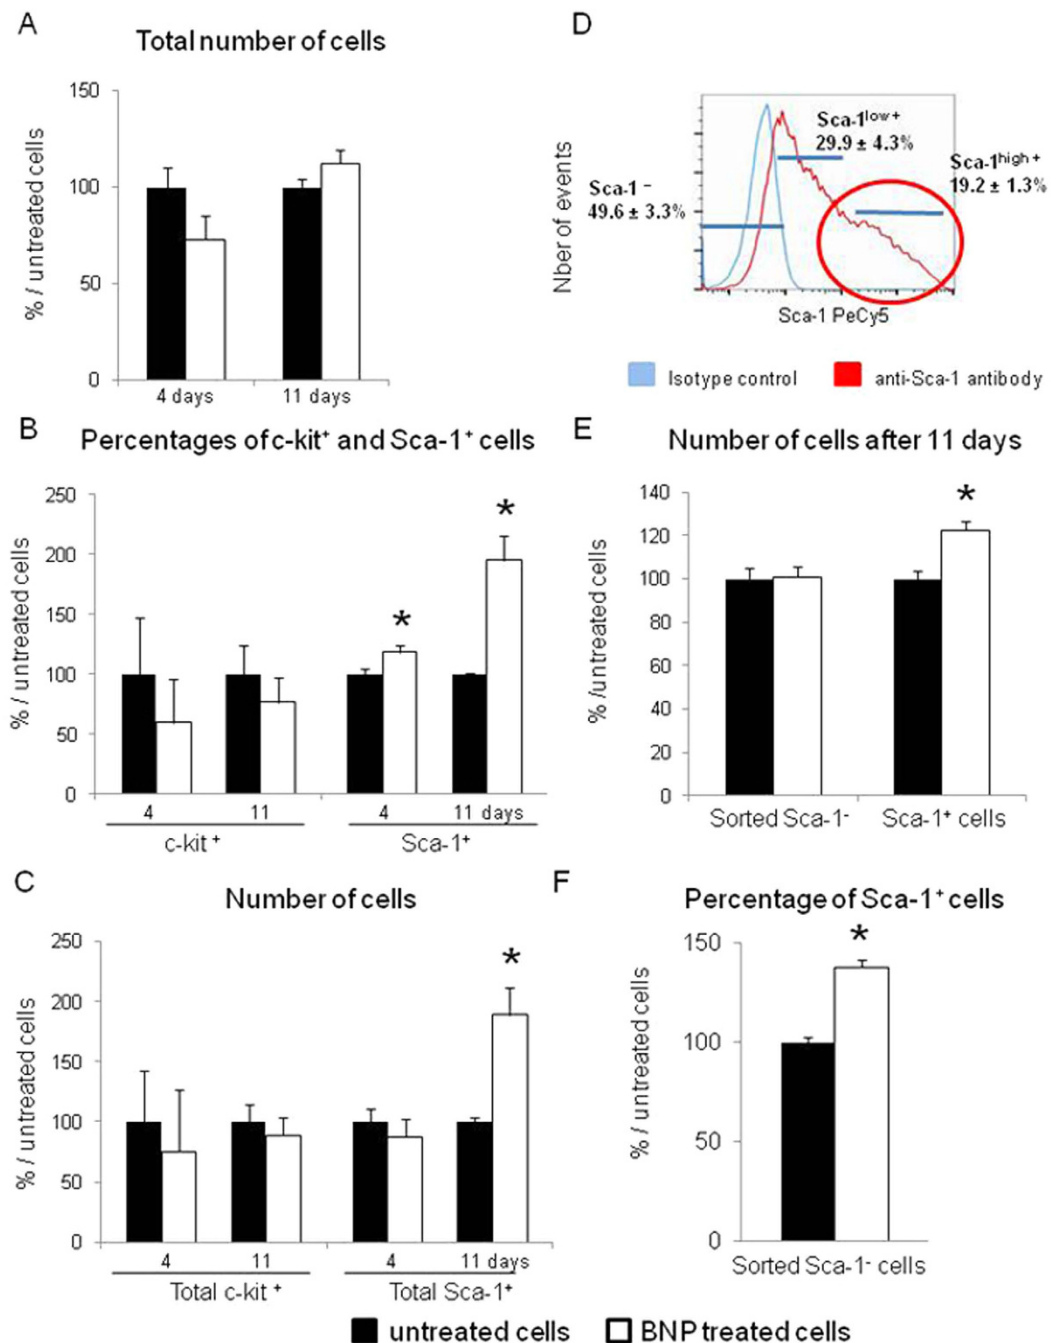 A
Total number of cells
150
100
50
0
% / untreated cells
4 days
11 days
B
Percentages of c-kit⁺ and Sca-1⁺ cells
250
200
150
100
50
0
% / untreated cells
*
*
4
11
4
11 days
c-kit ⁺
Sca-1⁺
C
Number of cells
250
200
150
100
50
0
% / untreated cells
*
4
11
4
11 days
Total c-kit ⁺
Total Sca-1⁺
D
Sca-1ˡᵒʷ⁺
29.9 ± 4.3%
Sca-1ʰⁱᵍʰ⁺
19.2 ± 1.3%
Sca-1 ⁻
49.6 ± 3.3%
Nber of events
Sca-1 PeCy5
Isotype control
anti-Sca-1 antibody
E
Number of cells after 11 days
140
120
100
80
60
40
20
0
% /untreated cells
*
Sorted Sca-1⁻
Sca-1⁺ cells
F
Percentage of Sca-1⁺ cells
150
100
50
0
% / untreated cells
*
Sorted Sca-1⁻ cells
untreated cells
BNP treated cells